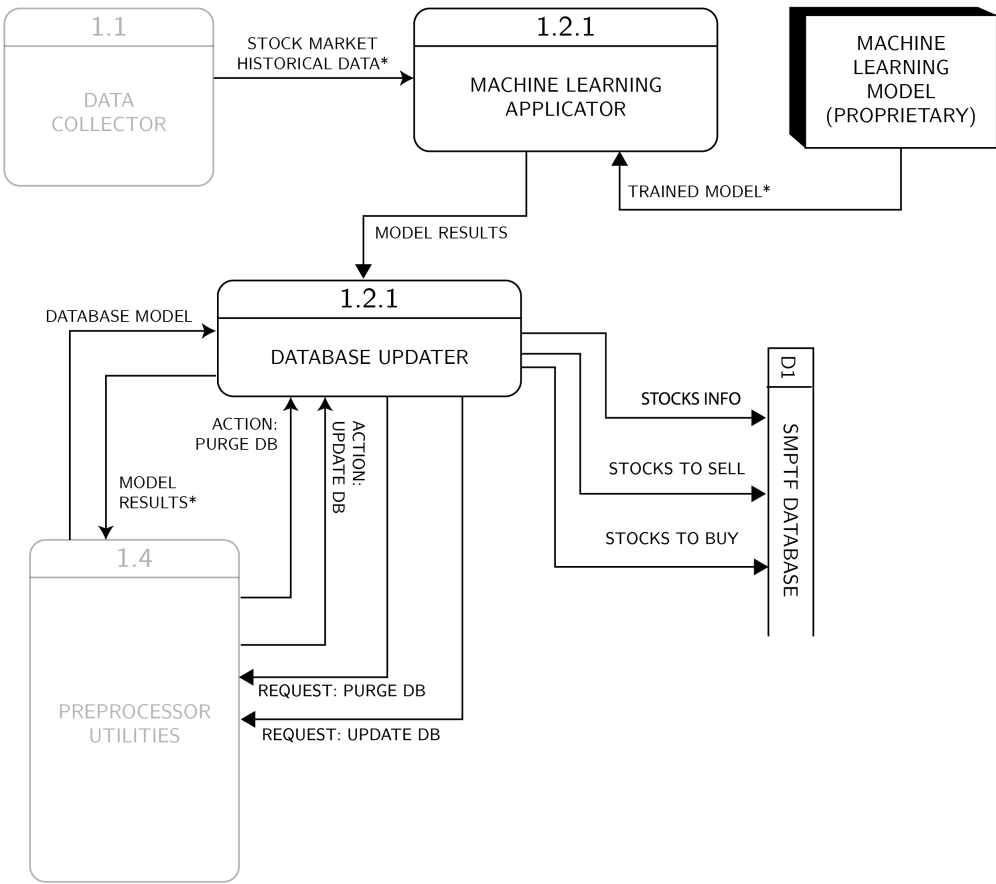 1.1
DATA
COLLECTOR
STOCK MARKET
HISTORICAL DATA*
1.2.1
MACHINE LEARNING
APPLICATOR
MACHINE
LEARNING
MODEL
(PROPRIETARY)
TRAINED MODEL*
MODEL RESULTS
1.2.1
DATABASE UPDATER
DATABASE MODEL
MODEL
RESULTS*
ACTION:
PURGE DB
ACTION:
UPDATE DB
STOCKS INFO
STOCKS TO SELL
STOCKS TO BUY
D1
SMPTF DATABASE
1.4
PREPROCESSOR
UTILITIES
REQUEST: PURGE DB
REQUEST: UPDATE DB